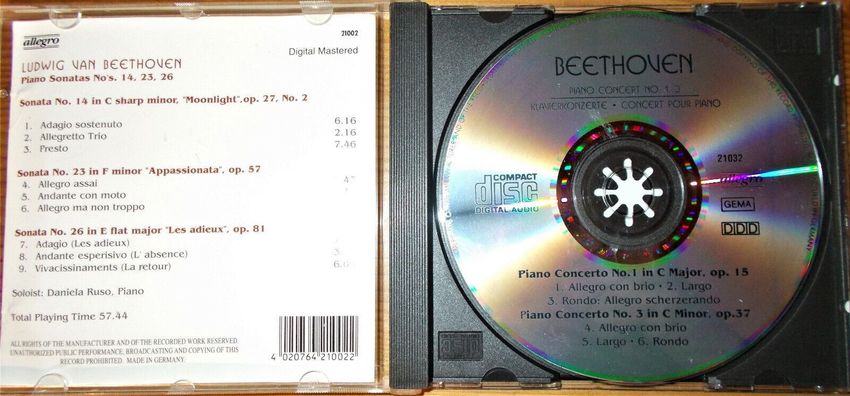 allegro
21002
Digital Mastered
LUDWIG VAN BEETHOVEN
Piano Sonatas No's. 14, 23, 26
Sonata No. 14 in C sharp minor, "Moonlight",op. 27, No. 2
1. Adagio sostenuto 6.16
2. Allegretto Trio 2.16
3. Presto 7.46
Sonata No. 23 in F minor "Appassionata", op. 57
4. Allegro assai
5. Andante con moto
6. Allegro ma non troppo
Sonata No. 26 in E flat major "Les adieux", op. 81
7. Adagio (Les adieux)
8. Andante esperisivo (L' absence)
9. Vivacissinaments (La retour)
Soloist: Daniela Ruso, Piano
Total Playing Time 57.44
ALL RIGHTS OF THE MANUFACTURER AND OF THE RECORDED WORK RESERVED.
UNAUTHORIZED PUBLIC PERFORMANCE, BROADCASTING AND COPYING OF THIS
RECORD PROHIBITED. MADE IN GERMANY.
4 020764 210022
BEETHOVEN
PIANO CONCERT NO. 1, 3
KLAVIERKONZERTE • CONCERT POUR PIANO
21032
allegro
COMPACT
disc
DIGITAL AUDIO
GEMA
DDD
Piano Concerto No.1 in C Major, op. 15
1. Allegro con brio • 2. Largo
3. Rondo: Allegro scherzerando
Piano Concerto No. 3 in C Minor, op.37
4. Allegro con brio
5. Largo • 6. Rondo